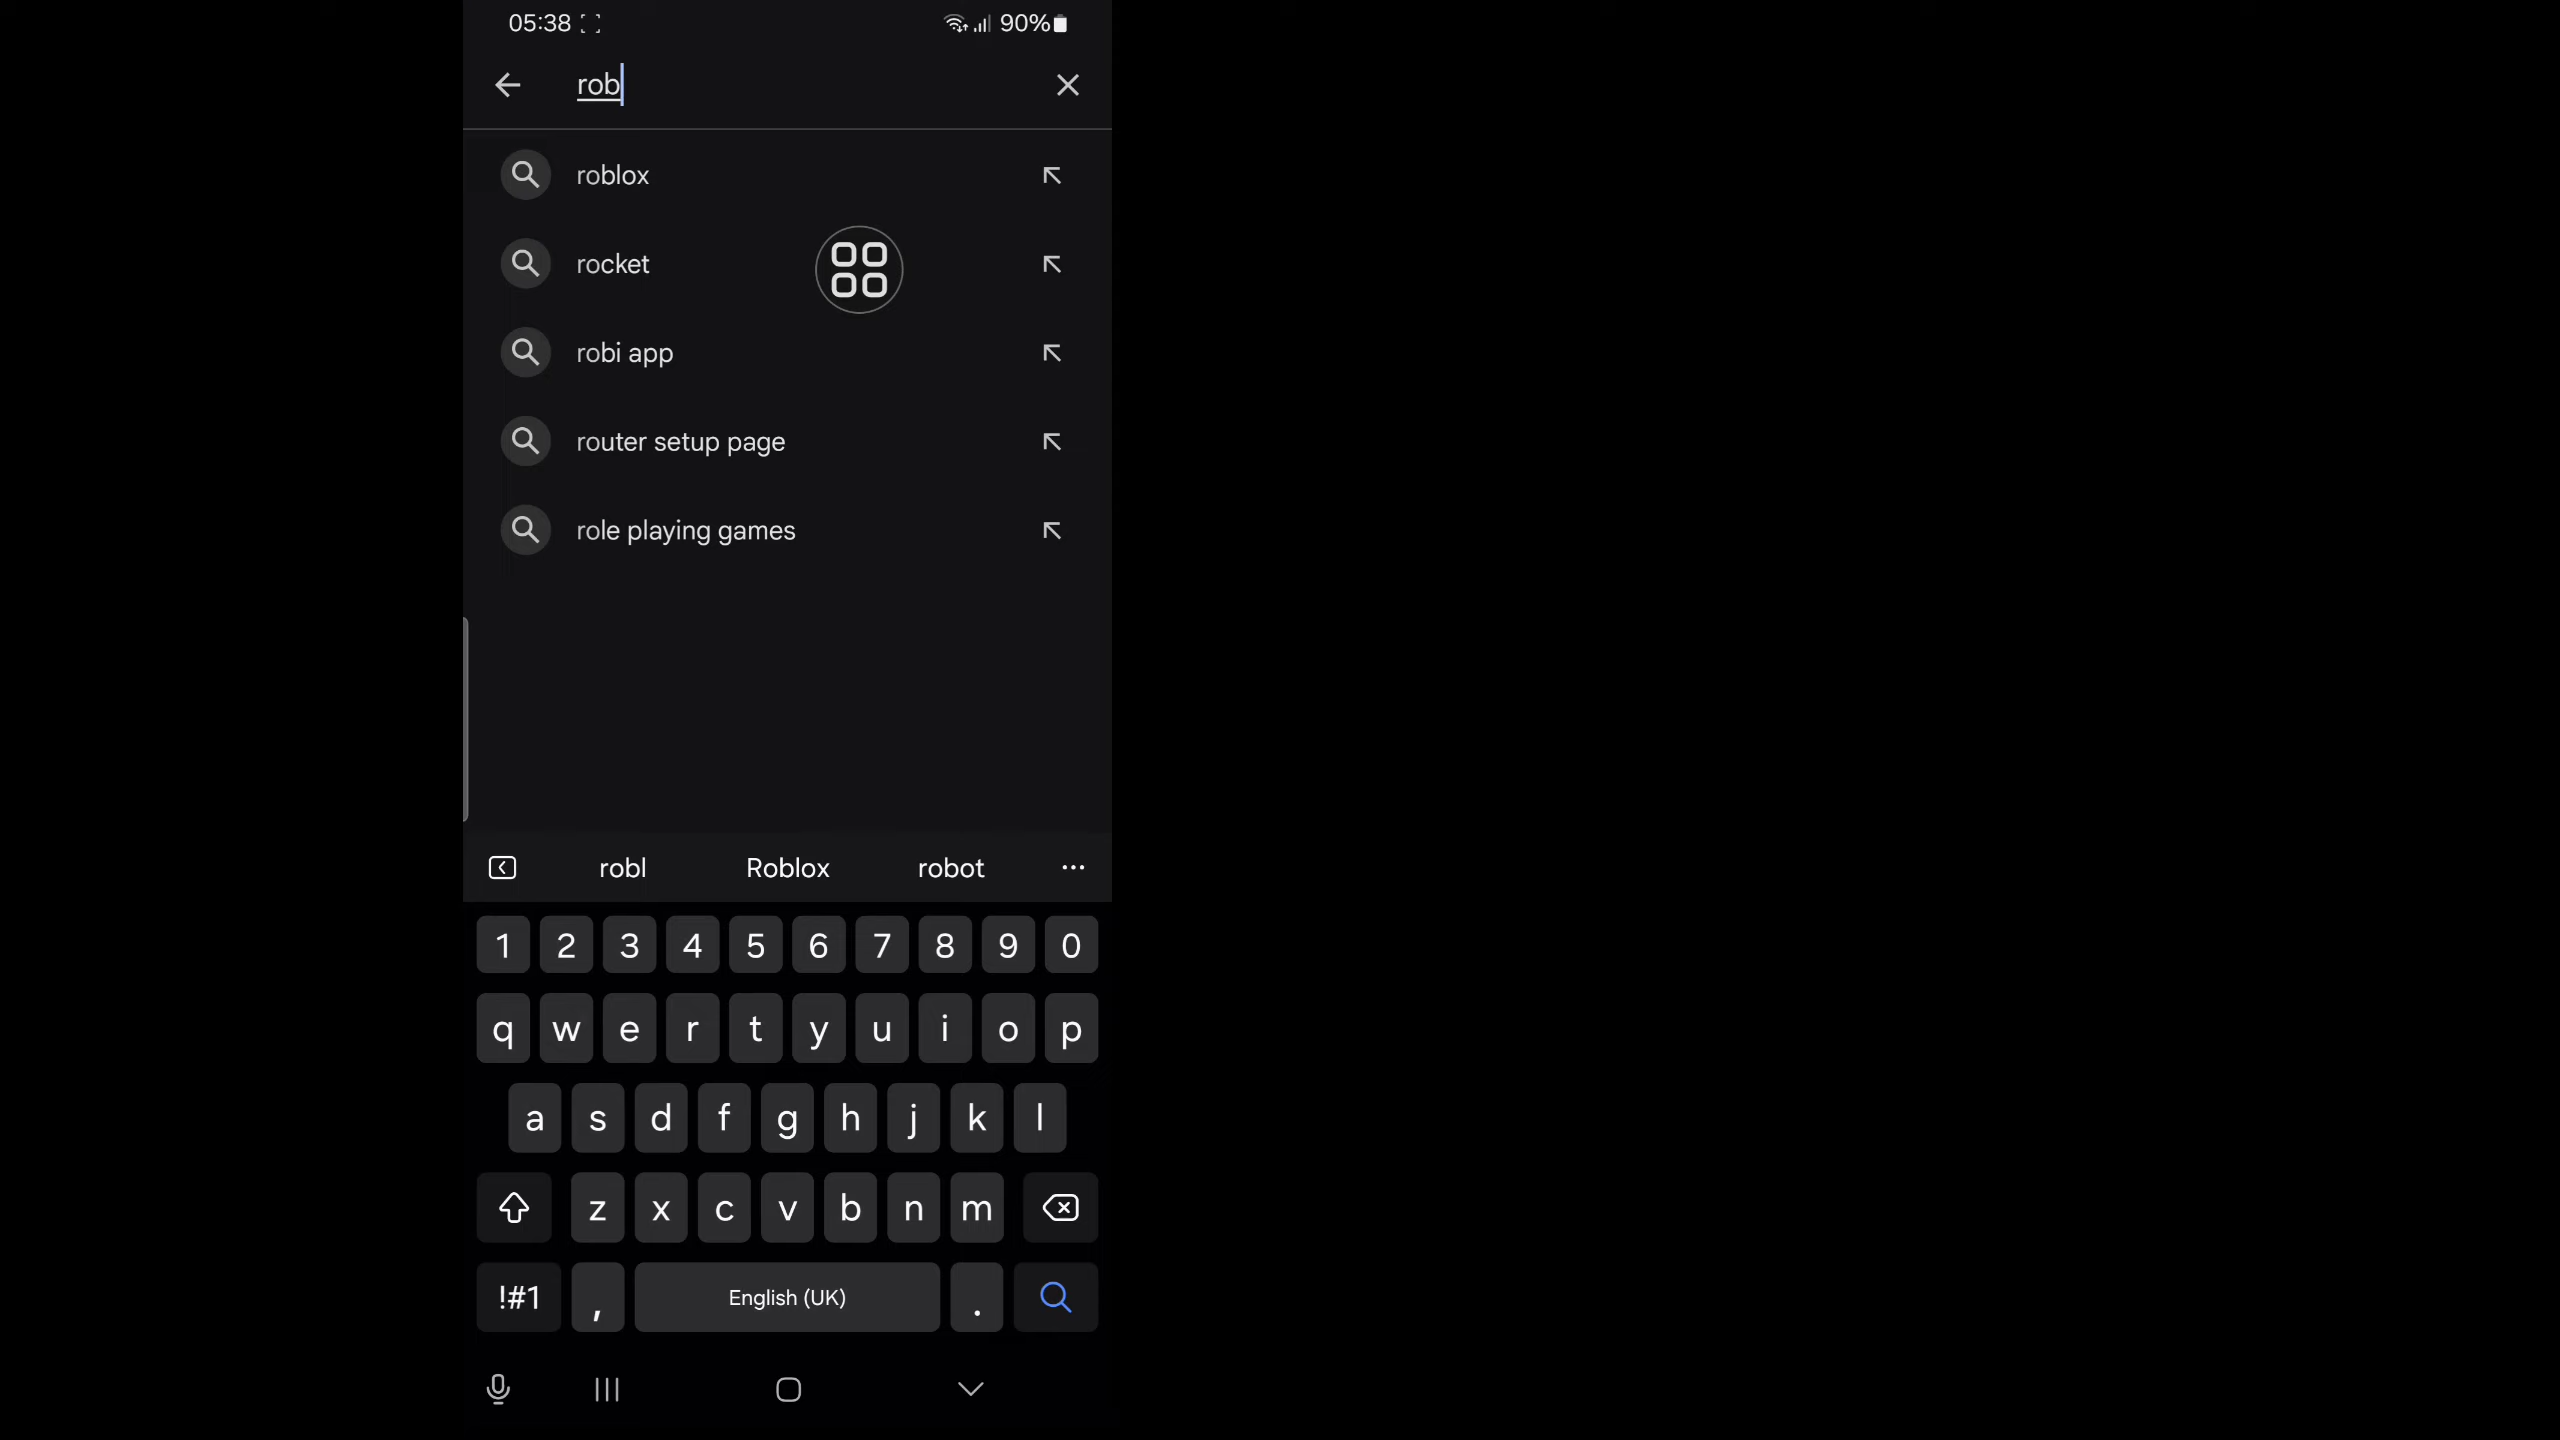 05:38 90%
rob
roblox
rocket
robi app
router setup page
role playing games
robl Roblox robot
1 2 3 4 5 6 7 8 9 0
q w e r t y u i o p
a s d f g h j k l
z x c v b n m
!#1 , English (UK) .